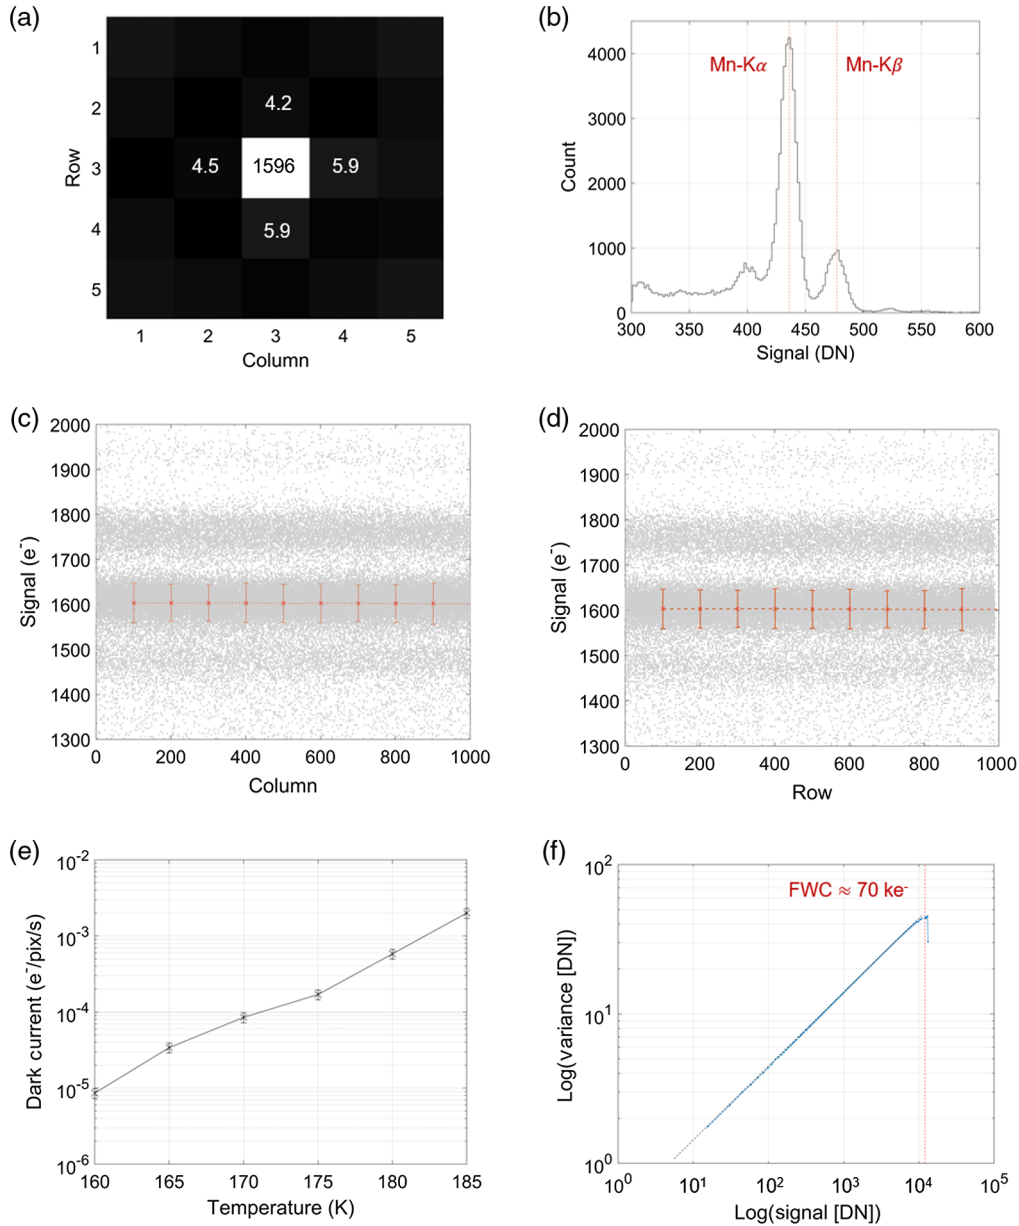 (a)
Row
1
2
3
4
5
4.2
4.5 1596 5.9
5.9
1 2 3 4 5
Column
(b)
Count
4000
3000
2000
1000
0
Mn-Kα Mn-Kβ
300 350 400 450 500 550 600
Signal (DN)
(c)
Signal (e⁻)
2000
1900
1800
1700
1600
1500
1400
1300
0 200 400 600 800 1000
Column
(d)
Signal (e⁻)
2000
1900
1800
1700
1600
1500
1400
1300
0 200 400 600 800 1000
Row
(e)
Dark current (e⁻/pix/s)
10⁻²
10⁻³
10⁻⁴
10⁻⁵
10⁻⁶
160 165 170 175 180 185
Temperature (K)
(f)
Log(variance [DN])
10²
10¹
10⁰
FWC ≈ 70 ke⁻
10⁰ 10¹ 10² 10³ 10⁴ 10⁵
Log(signal [DN])